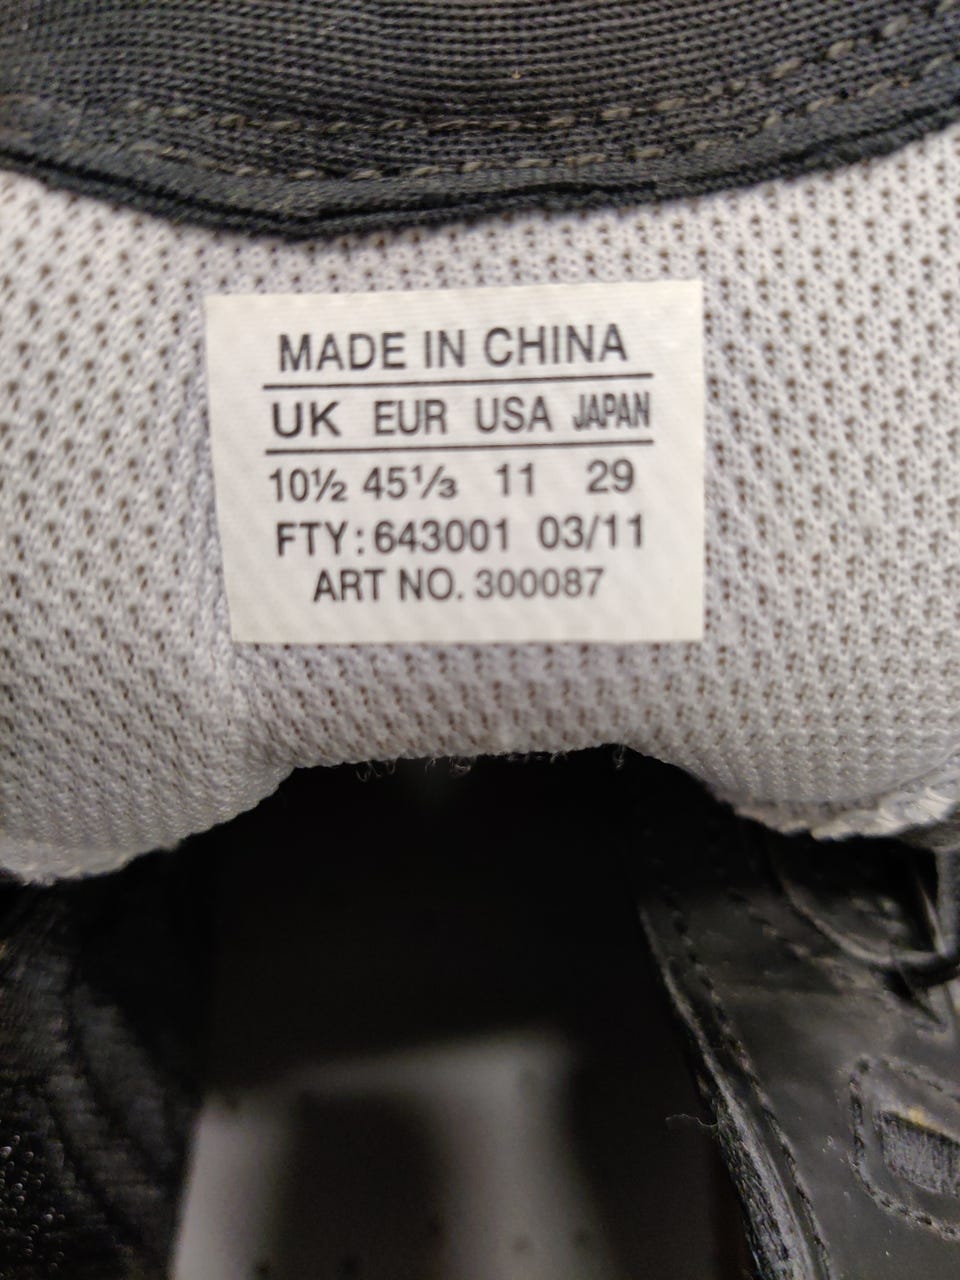 MADE IN CHINA
UK EUR USA JAPAN
10½ 45⅓ 11 29
FTY: 643001 03/11
ART NO. 300087